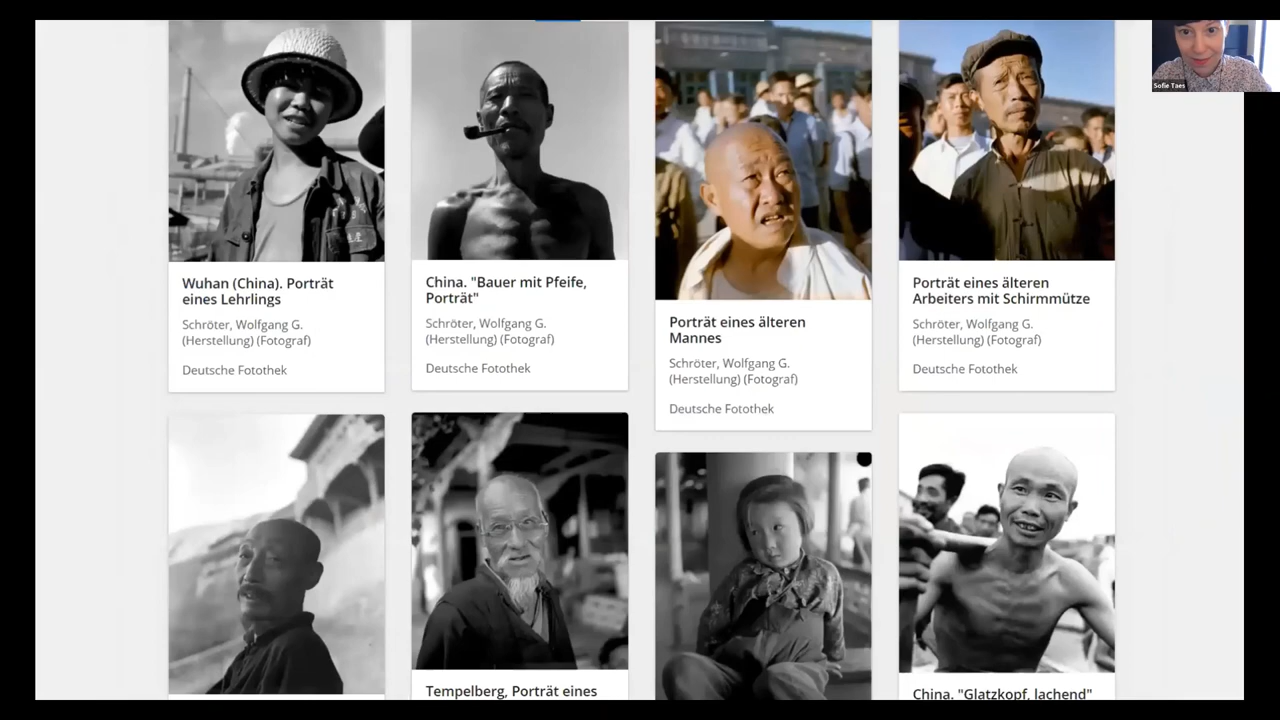 Sofie Taes
Wuhan (China). Porträt
eines Lehrlings
Schröter, Wolfgang G.
(Herstellung) (Fotograf)
Deutsche Fotothek
China. "Bauer mit Pfeife,
Porträt"
Schröter, Wolfgang G.
(Herstellung) (Fotograf)
Deutsche Fotothek
Porträt eines älteren
Mannes
Schröter, Wolfgang G.
(Herstellung) (Fotograf)
Deutsche Fotothek
Porträt eines älteren
Arbeiters mit Schirmmütze
Schröter, Wolfgang G.
(Herstellung) (Fotograf)
Deutsche Fotothek
Tempelberg, Porträt eines
China. "Glatzkopf, lachend"